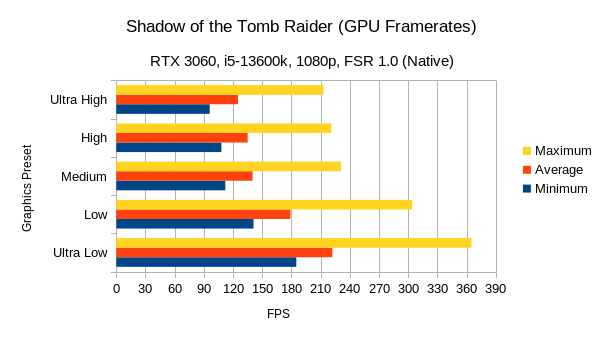 Shadow of the Tomb Raider (GPU Framerates)
RTX 3060, i5-13600k, 1080p, FSR 1.0 (Native)
Graphics Preset
Ultra High
High
Medium
Low
Ultra Low
0 30 60 90 120 150 180 210 240 270 300 330 360 390
FPS
Maximum
Average
Minimum